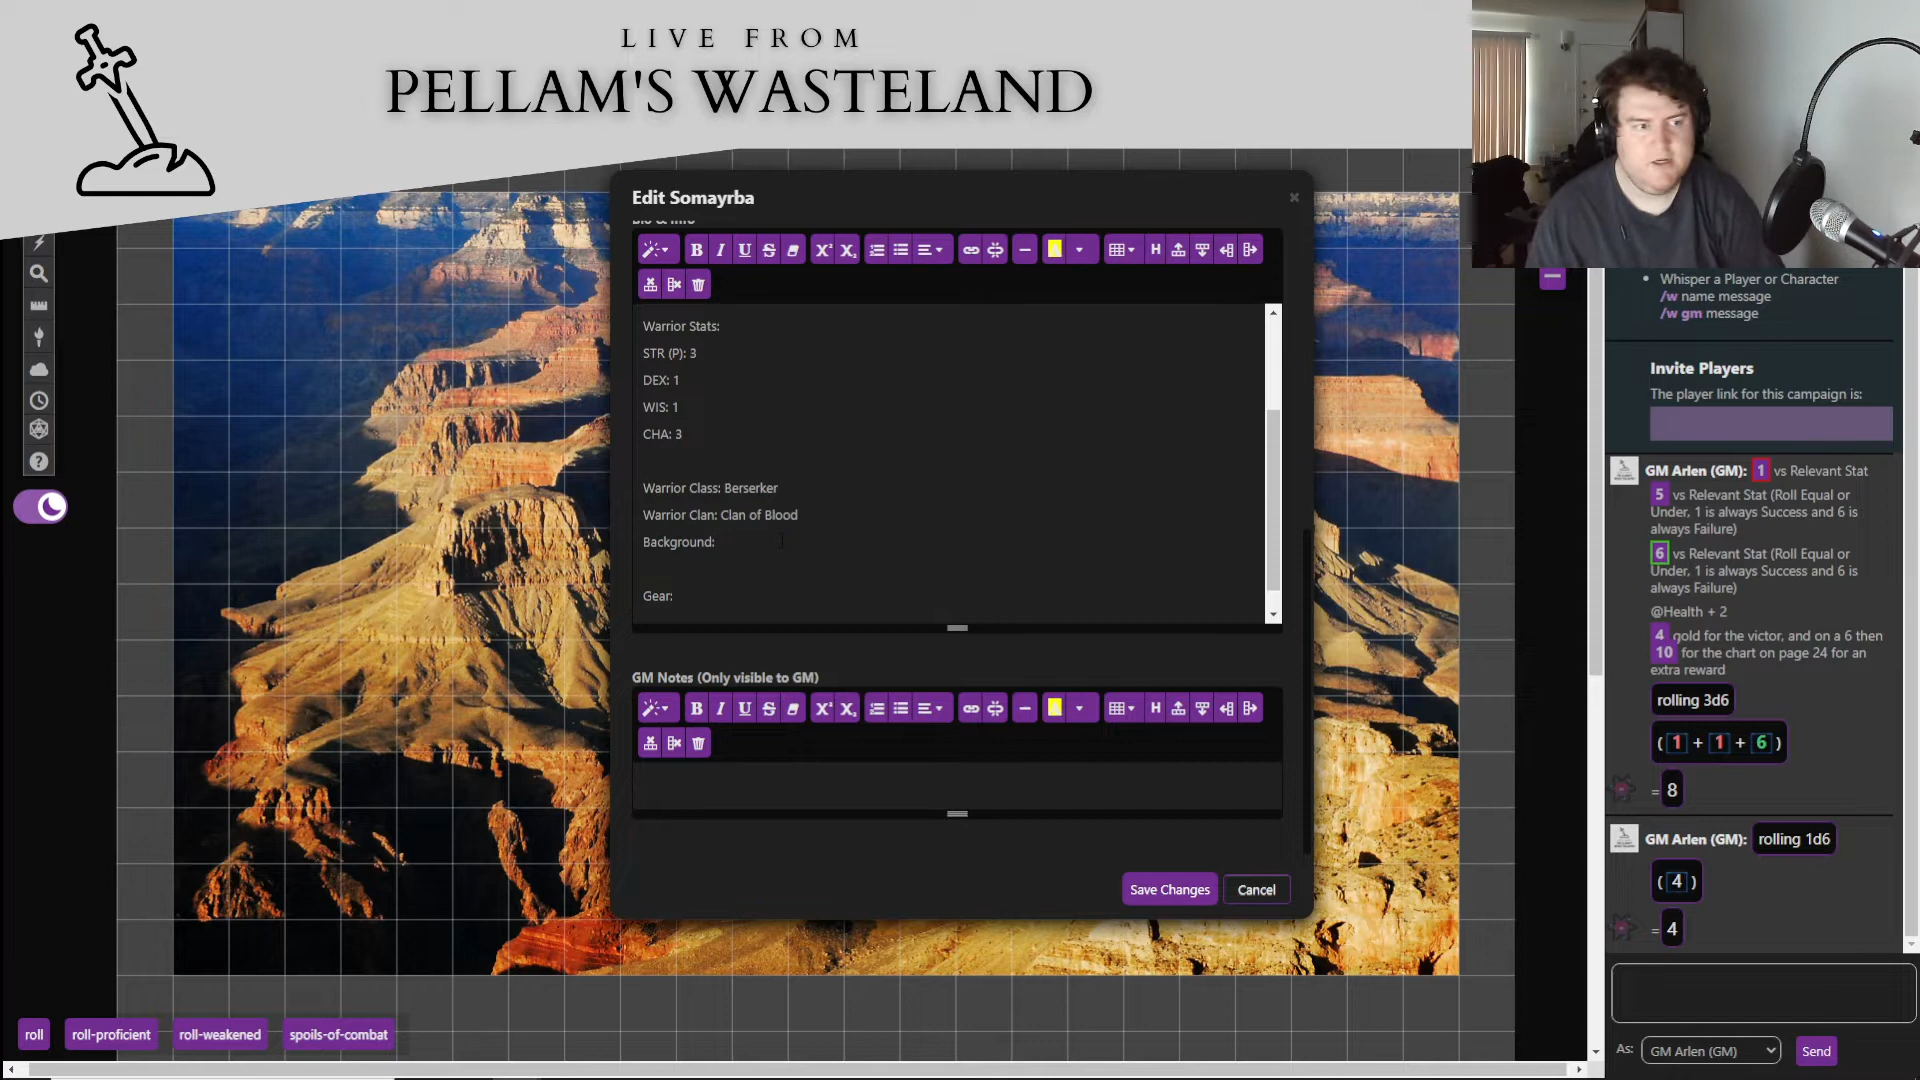 LIVE FROM
PELLAM'S WASTELAND
Edit Somayrba
Warrior Stats:
STR (P): 3
DEX: 1
WIS: 1
CHA: 3
Warrior Class: Berserker
Warrior Clan: Clan of Blood
Background:
Gear:
GM Notes (Only visible to GM)
Save Changes
Cancel
Whisper a Player or Character
/w name message
/w gm message
Invite Players
The player link for this campaign is:
GM Arlen (GM): 1 vs Relevant Stat
5 vs Relevant Stat (Roll Equal or
Under, 1 is always Success and 6 is
always Failure)
6 vs Relevant Stat (Roll Equal or
Under, 1 is always Success and 6 is
always Failure)
@Health + 2
4 gold for the victor, and on a 6 then
10 for the chart on page 24 for an
extra reward
rolling 3d6
(1 + 1 + 6)
= 8
GM Arlen (GM): rolling 1d6
(4)
= 4
As: GM Arlen (GM)
Send
roll
roll-proficient
roll-weakened
spoils-of-combat